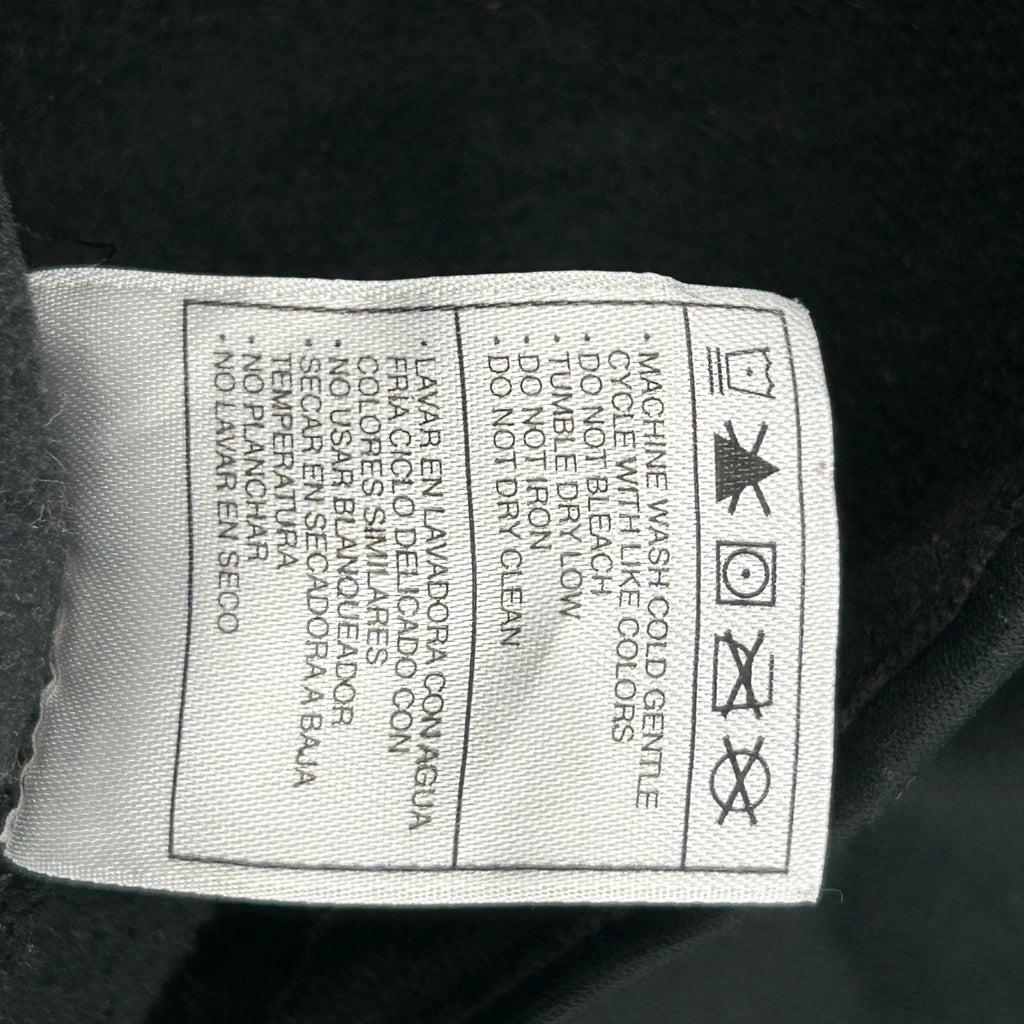 • MACHINE WASH COLD GENTLE
CYCLE WITH LIKE COLORS
• DO NOT BLEACH
• TUMBLE DRY LOW
• DO NOT IRON
• DO NOT DRY CLEAN
• LAVAR EN LAVADORA CON AGUA
FRIA CICLO DELICADO CON
COLORES SIMILARES
• NO USAR BLANQUEADOR
• SECAR EN SECADORA A BAJA
TEMPERATURA
• NO PLANCHAR
• NO LAVAR EN SECO